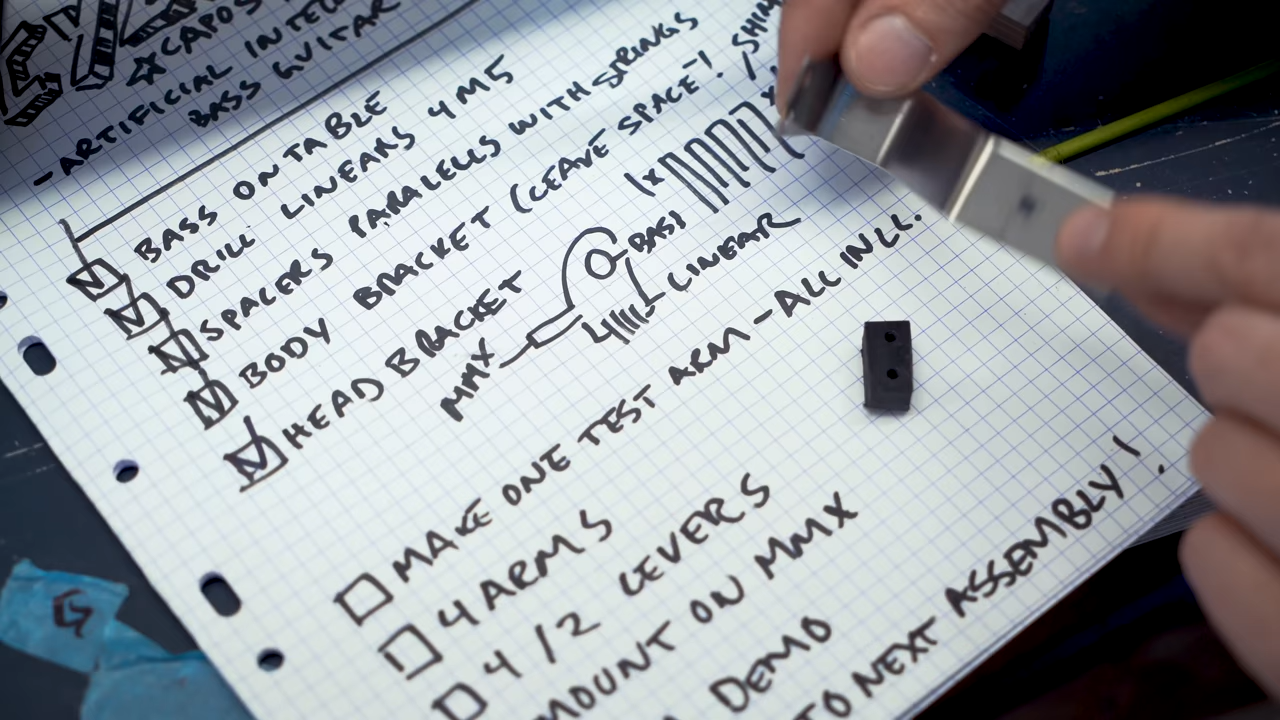 ☆CAPOS
-ARTIFICIAL INTEL
BASS GUITAR
BASS ON TABLE
DRILL LINEARS 4 M5
SPACERS PARALELLS WITH SPRINGS
BODY BRACKET (LEAVE SPACE! /SHIM
HEAD BRACKET
1x
BASS
LINEAR
MMX
MAKE ONE TEST ARM - ALL INCL.
4 ARMS
4/2 LEVERS
MOUNT ON MMX
DEMO
TO NEXT ASSEMBLY!
G